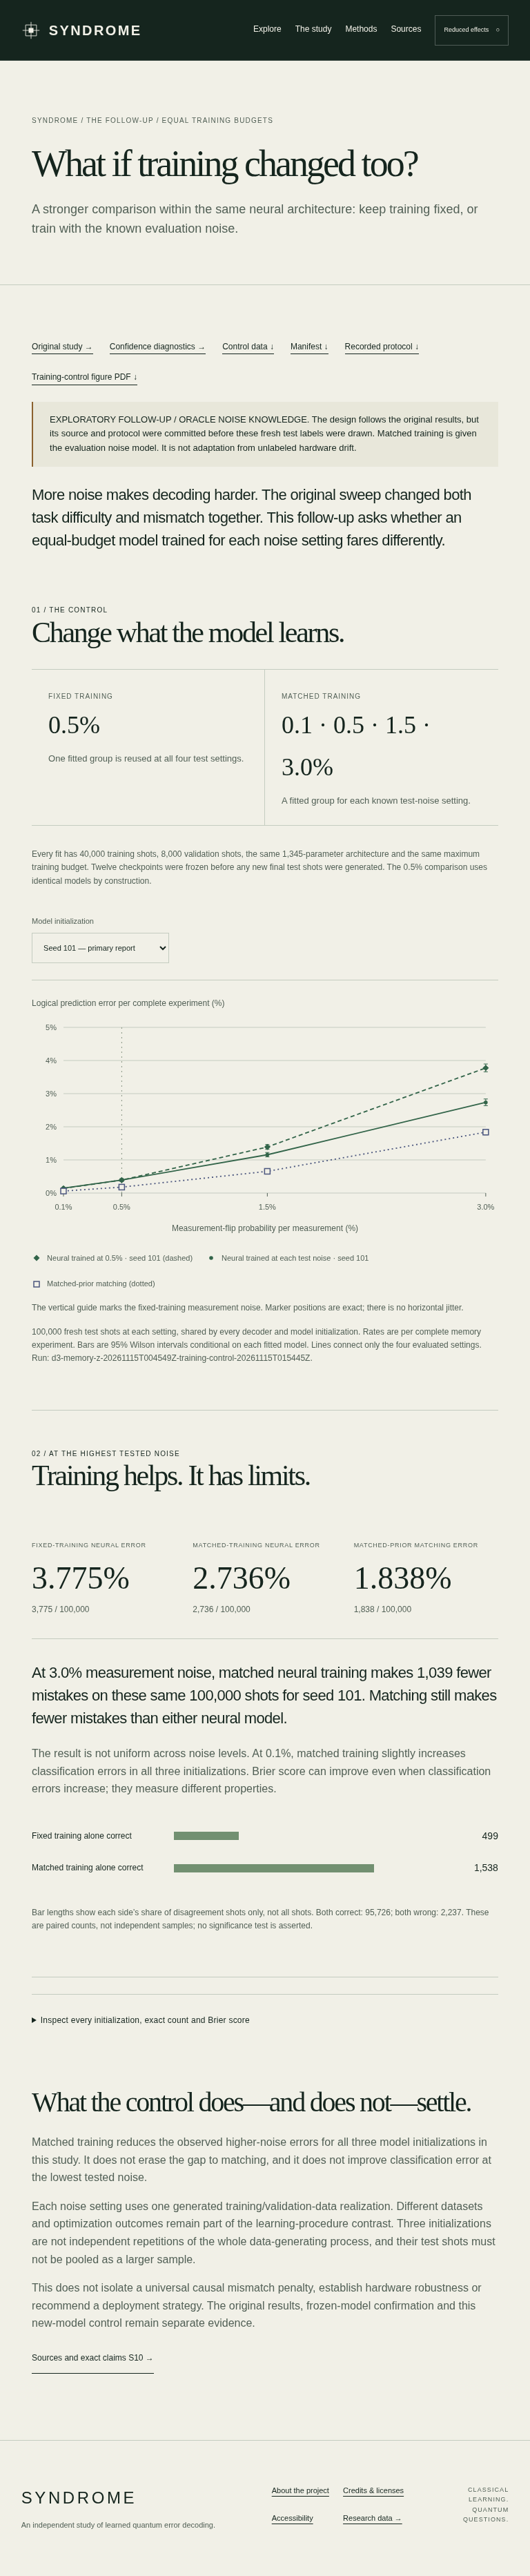 SYNDROME
Explore The study Methods Sources Reduced effects
SYNDROME / THE FOLLOW-UP / EQUAL TRAINING BUDGETS
What if training changed too?
A stronger comparison within the same neural architecture: keep training fixed, or
train with the known evaluation noise.
Original study → Confidence diagnostics → Control data ↓ Manifest ↓ Recorded protocol ↓
Training-control figure PDF ↓
EXPLORATORY FOLLOW-UP / ORACLE NOISE KNOWLEDGE. The design follows the original results, but
its source and protocol were committed before these fresh test labels were drawn. Matched training is given
the evaluation noise model. It is not adaptation from unlabeled hardware drift.
More noise makes decoding harder. The original sweep changed both
task difficulty and mismatch together. This follow-up asks whether an
equal-budget model trained for each noise setting fares differently.
01 / THE CONTROL
Change what the model learns.
FIXED TRAINING
0.5%
One fitted group is reused at all four test settings.
MATCHED TRAINING
0.1 · 0.5 · 1.5 ·
3.0%
A fitted group for each known test-noise setting.
Every fit has 40,000 training shots, 8,000 validation shots, the same 1,345-parameter architecture and the same maximum
training budget. Twelve checkpoints were frozen before any new final test shots were generated. The 0.5% comparison uses
identical models by construction.
Model initialization
Seed 101 — primary report
Logical prediction error per complete experiment (%)
5%
4%
3%
2%
1%
0%
0.1% 0.5% 1.5% 3.0%
Measurement-flip probability per measurement (%)
Neural trained at 0.5% · seed 101 (dashed) Neural trained at each test noise · seed 101
Matched-prior matching (dotted)
The vertical guide marks the fixed-training measurement noise. Marker positions are exact; there is no horizontal jitter.
100,000 fresh test shots at each setting, shared by every decoder and model initialization. Rates are per complete memory
experiment. Bars are 95% Wilson intervals conditional on each fitted model. Lines connect only the four evaluated settings.
Run: d3-memory-z-20261115T004549Z-training-control-20261115T015445Z.
02 / AT THE HIGHEST TESTED NOISE
Training helps. It has limits.
FIXED-TRAINING NEURAL ERROR MATCHED-TRAINING NEURAL ERROR MATCHED-PRIOR MATCHING ERROR
3.775% 2.736% 1.838%
3,775 / 100,000 2,736 / 100,000 1,838 / 100,000
At 3.0% measurement noise, matched neural training makes 1,039 fewer
mistakes on these same 100,000 shots for seed 101. Matching still makes
fewer mistakes than either neural model.
The result is not uniform across noise levels. At 0.1%, matched training slightly increases
classification errors in all three initializations. Brier score can improve even when classification
errors increase; they measure different properties.
Fixed training alone correct 499
Matched training alone correct 1,538
Bar lengths show each side's share of disagreement shots only, not all shots. Both correct: 95,726; both wrong: 2,237. These
are paired counts, not independent samples; no significance test is asserted.
Inspect every initialization, exact count and Brier score
What the control does—and does not—settle.
Matched training reduces the observed higher-noise errors for all three model initializations in
this study. It does not erase the gap to matching, and it does not improve classification error at
the lowest tested noise.
Each noise setting uses one generated training/validation-data realization. Different datasets
and optimization outcomes remain part of the learning-procedure contrast. Three initializations
are not independent repetitions of the whole data-generating process, and their test shots must
not be pooled as a larger sample.
This does not isolate a universal causal mismatch penalty, establish hardware robustness or
recommend a deployment strategy. The original results, frozen-model confirmation and this
new-model control remain separate evidence.
Sources and exact claims S10 →
SYNDROME
An independent study of learned quantum error decoding.
About the project Credits & licenses
Accessibility Research data →
CLASSICAL
LEARNING.
QUANTUM
QUESTIONS.